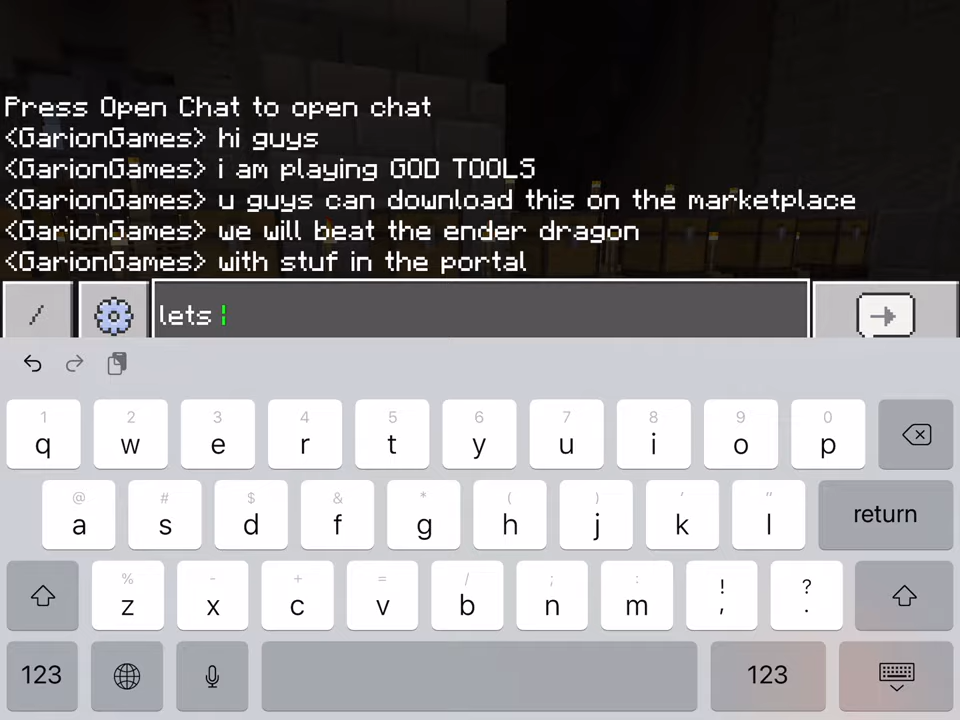 Press Open Chat to open chat
<GarionGames> hi guys
<GarionGames> i am playing GOD TOOLS
<GarionGames> u guys can download this on the marketplace
<GarionGames> we will beat the ender dragon
<GarionGames> with stuf in the portal
/ lets
1 2 3 4 5 6 7 8 9 0
q w e r t y u i o p
@ # $ & * ( ) ' "
a s d f g h j k l return
% - + = / ; : ! ?
z x c v b n m , .
123 123